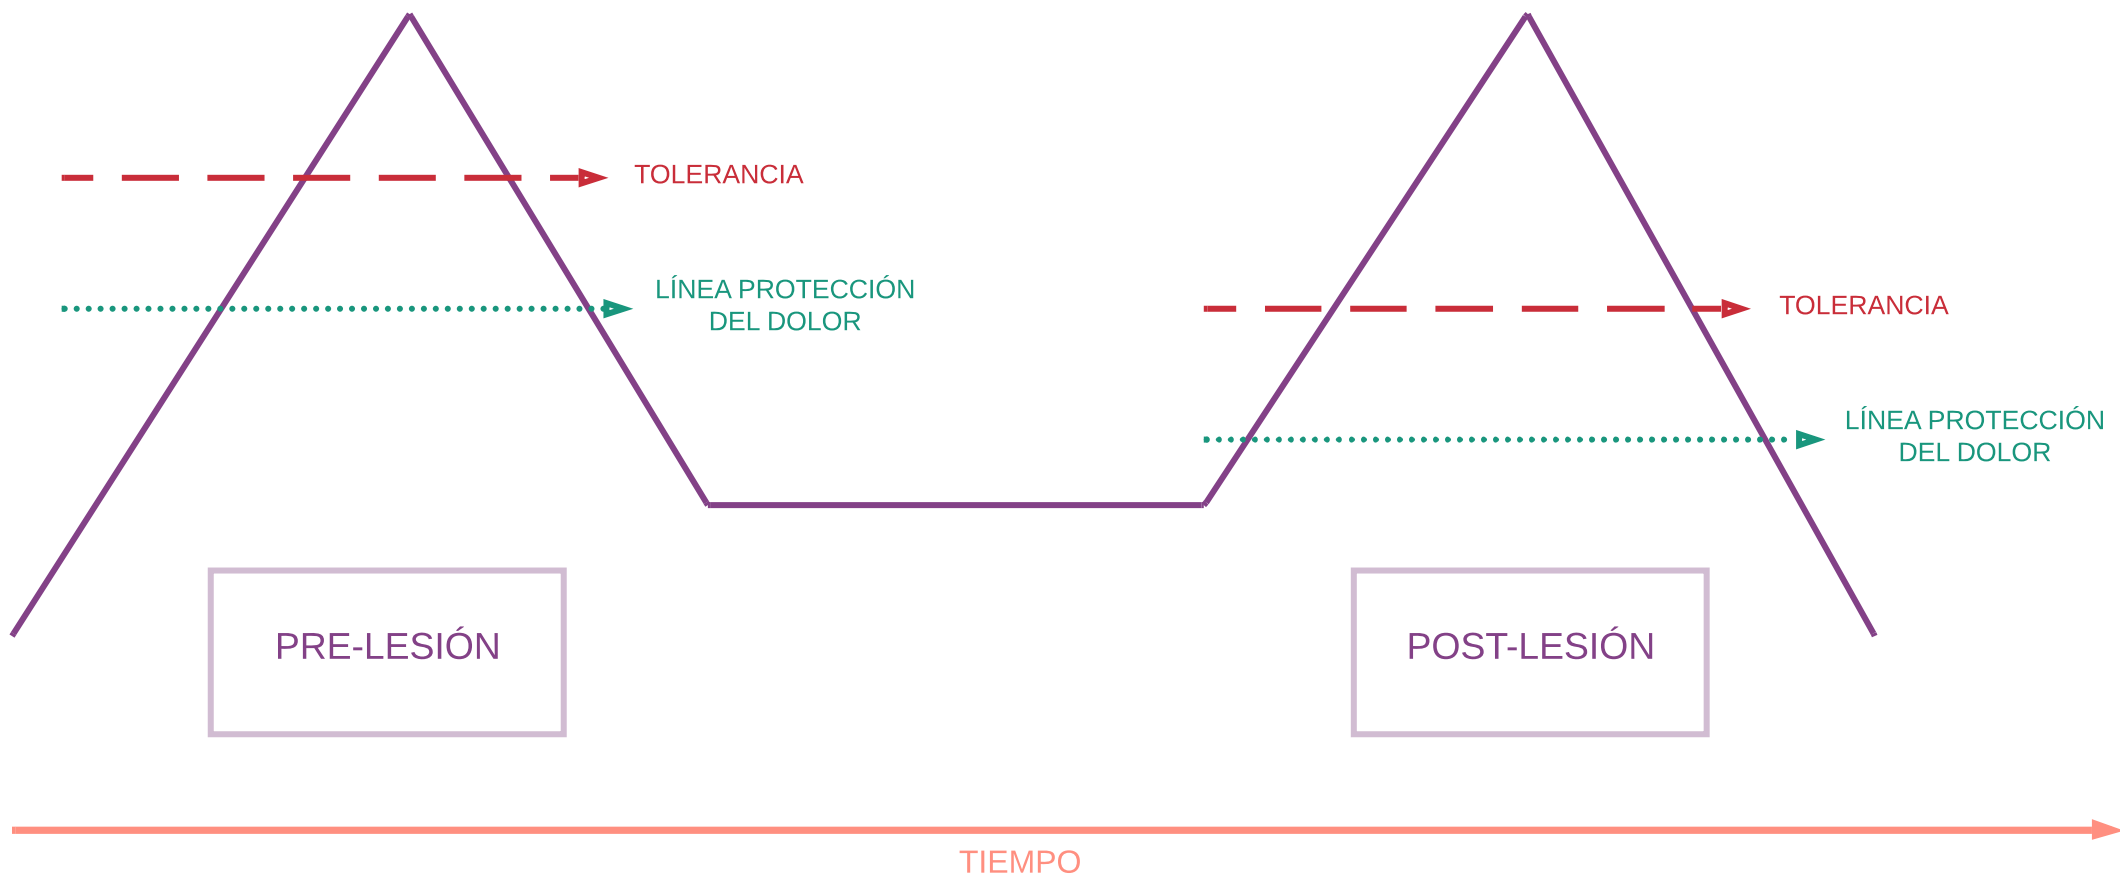 TOLERANCIA
LÍNEA PROTECCIÓN
DEL DOLOR
TOLERANCIA
LÍNEA PROTECCIÓN
DEL DOLOR
PRE-LESIÓN
POST-LESIÓN
TIEMPO